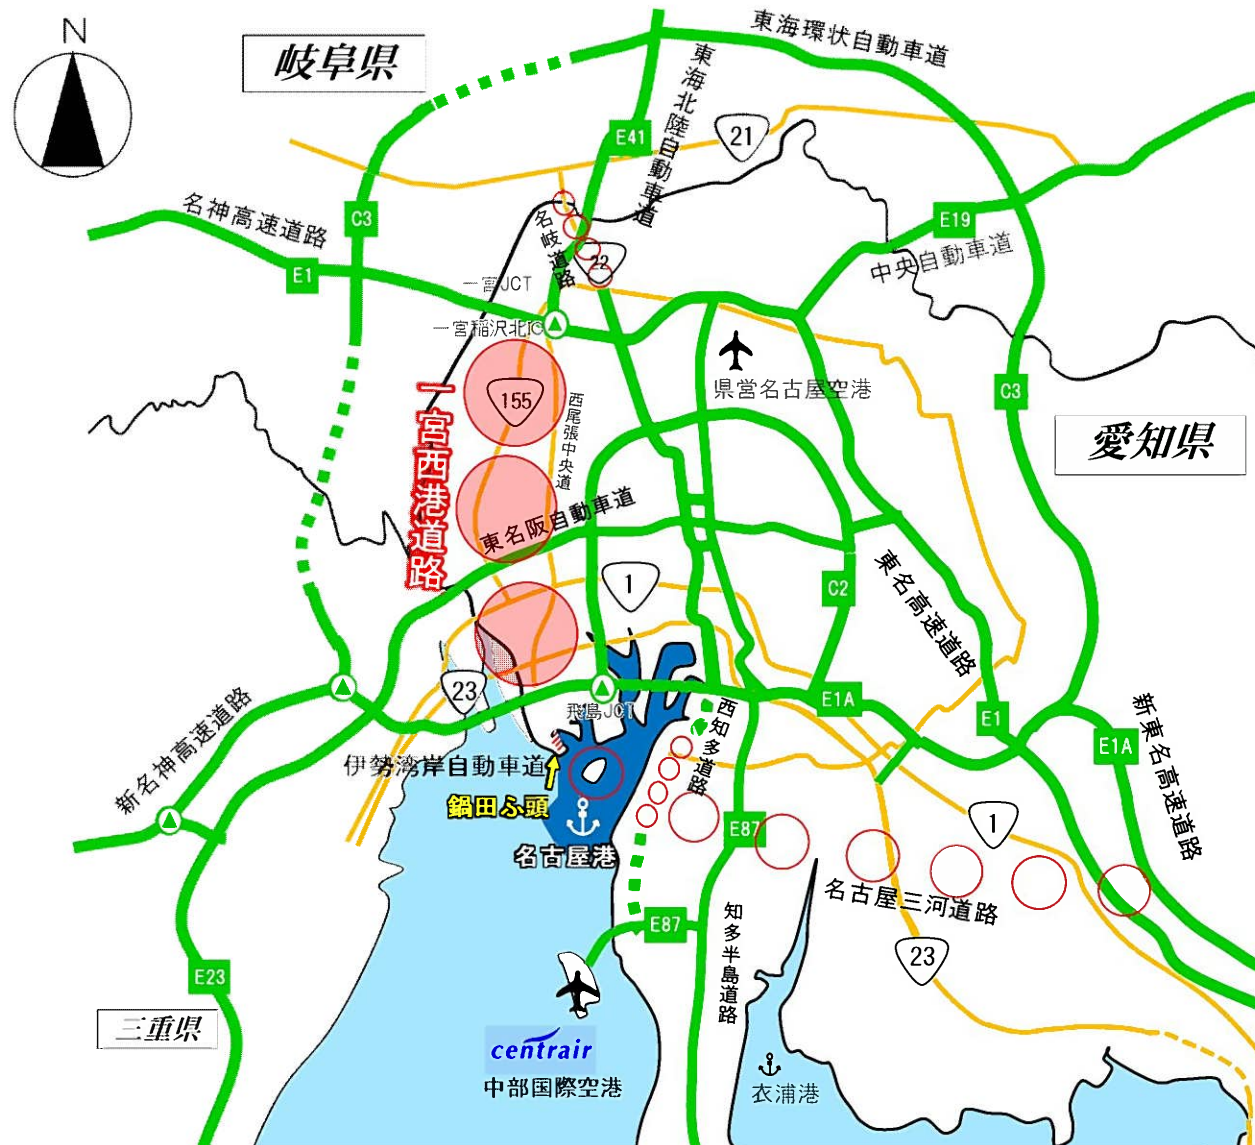 N
岐阜県
東海環状自動車道
東海北陸自動車道
21
E41
名神高速道路
C3
名岐道路
E19
中央自動車道
22
E1
一宮JCT
一宮稲沢北IC
県営名古屋空港
155
西尾張中央道
C3
一宮西港道路
愛知県
東名阪自動車道
1
C2
東名高速道路
23
E1A
飛島JCT
西知多道路
E1
E1A
新東名高速道路
新名神高速道路
伊勢湾岸自動車道
鍋田ふ頭
名古屋港
E87
1
名古屋三河道路
E87
知多半島道路
23
E23
三重県
centrair
中部国際空港
衣浦港